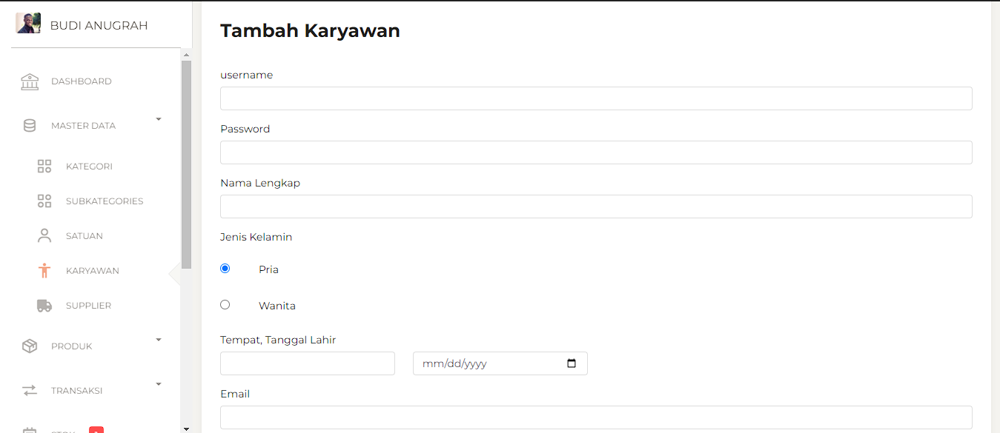 BUDI ANUGRAH
DASHBOARD
MASTER DATA
KATEGORI
SUBKATEGORIES
SATUAN
KARYAWAN
SUPPLIER
PRODUK
TRANSAKSI
Tambah Karyawan
username
Password
Nama Lengkap
Jenis Kelamin
Pria
Wanita
Tempat, Tanggal Lahir
mm/dd/yyyy
Email